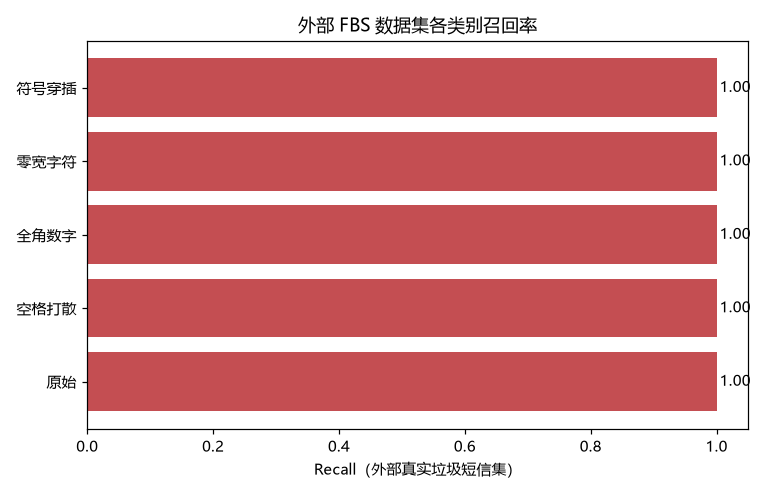 外部 FBS 数据集各类别召回率
符号穿插 1.00
零宽字符 1.00
全角数字 1.00
空格打散 1.00
原始 1.00
0.0 0.2 0.4 0.6 0.8 1.0
Recall（外部真实垃圾短信集）